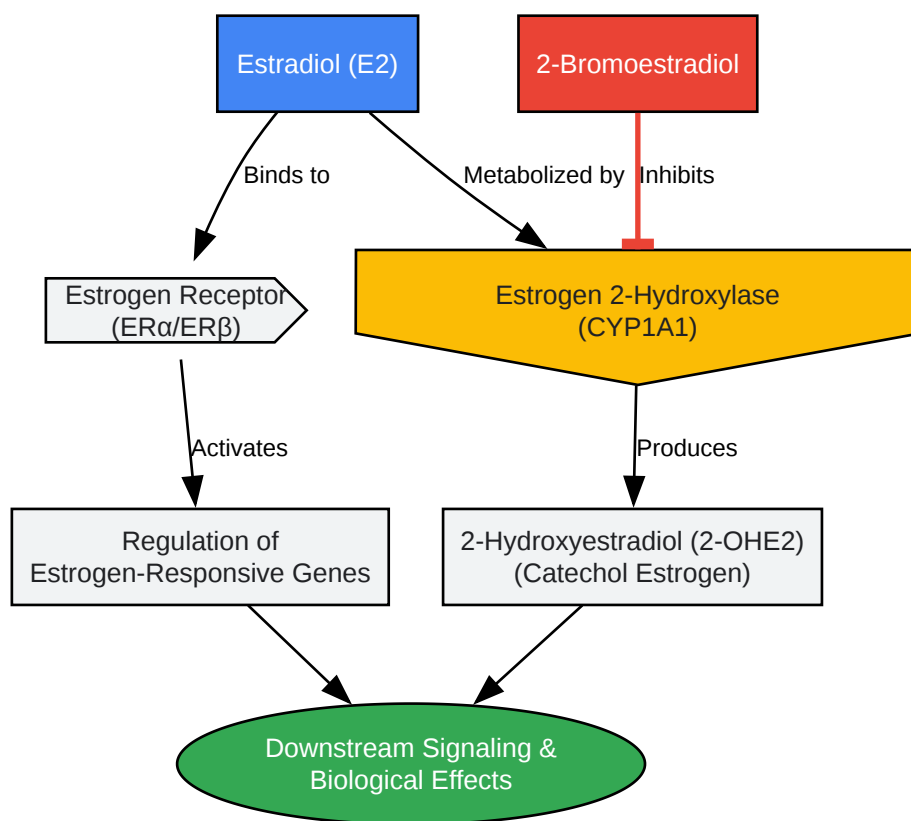 Estradiol (E2)
2-Bromoestradiol
Binds to
Metabolized by
Inhibits
Estrogen Receptor
(ERα/ERβ)
Estrogen 2-Hydroxylase
(CYP1A1)
Activates
Produces
Regulation of
Estrogen-Responsive Genes
2-Hydroxyestradiol (2-OHE2)
(Catechol Estrogen)
Downstream Signaling &
Biological Effects